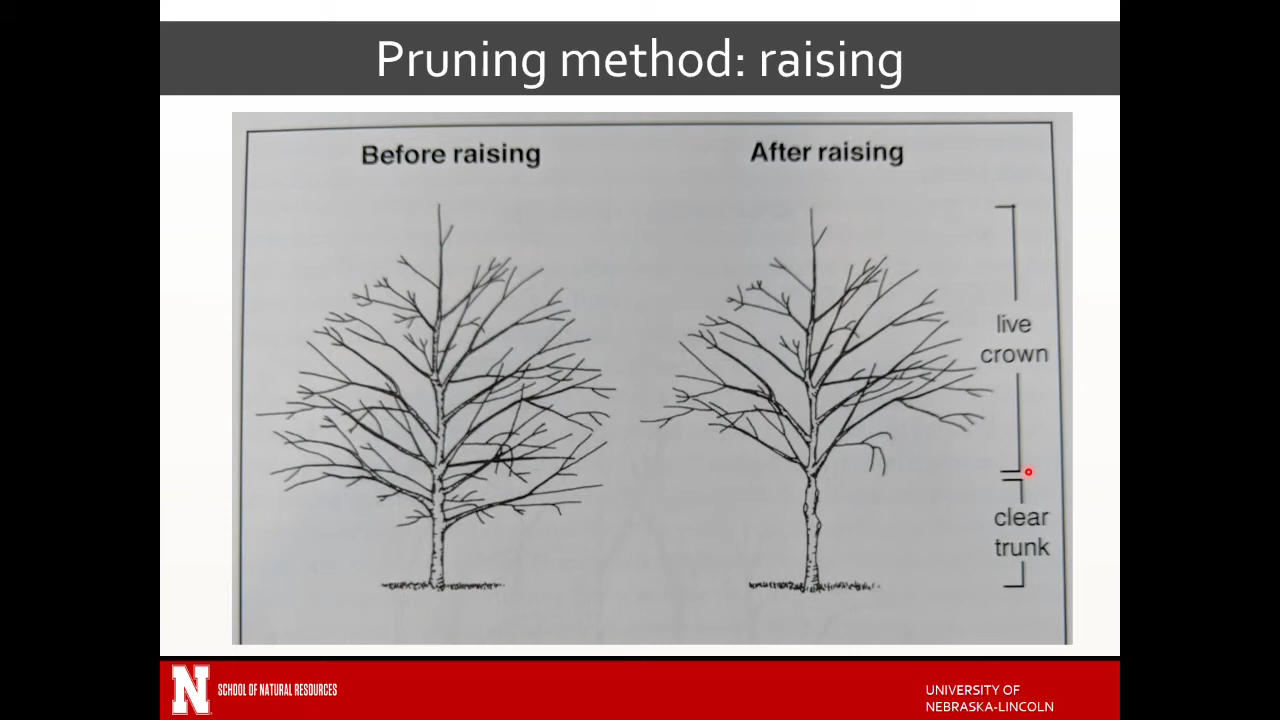 Pruning method: raising
Before raising
After raising
live
crown
clear
trunk
N
SCHOOL OF NATURAL RESOURCES
UNIVERSITY OF
NEBRASKA-LINCOLN